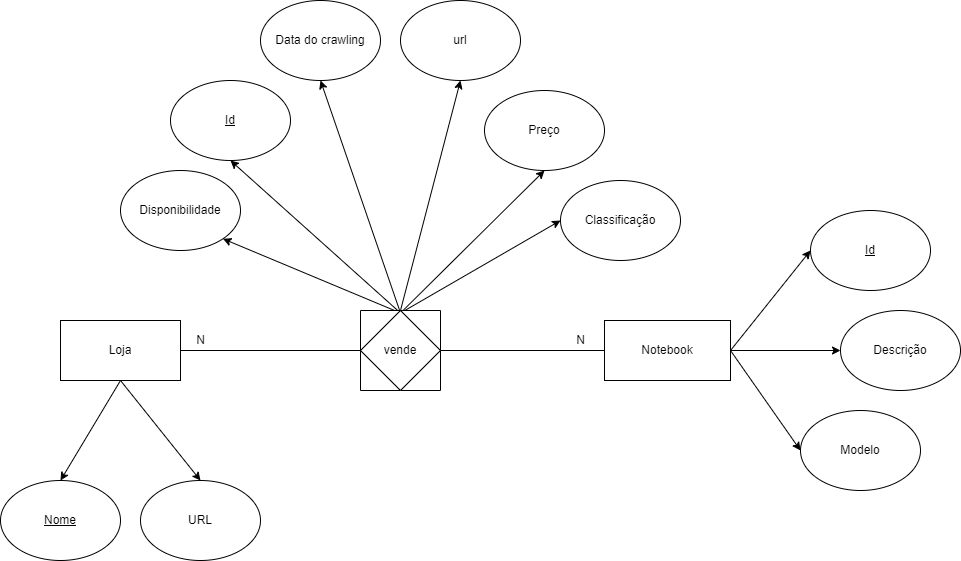 Data do crawling
url
Id
Preço
Disponibilidade
Classificação
Id
Loja
N
vende
N
Notebook
Descrição
Modelo
Nome
URL